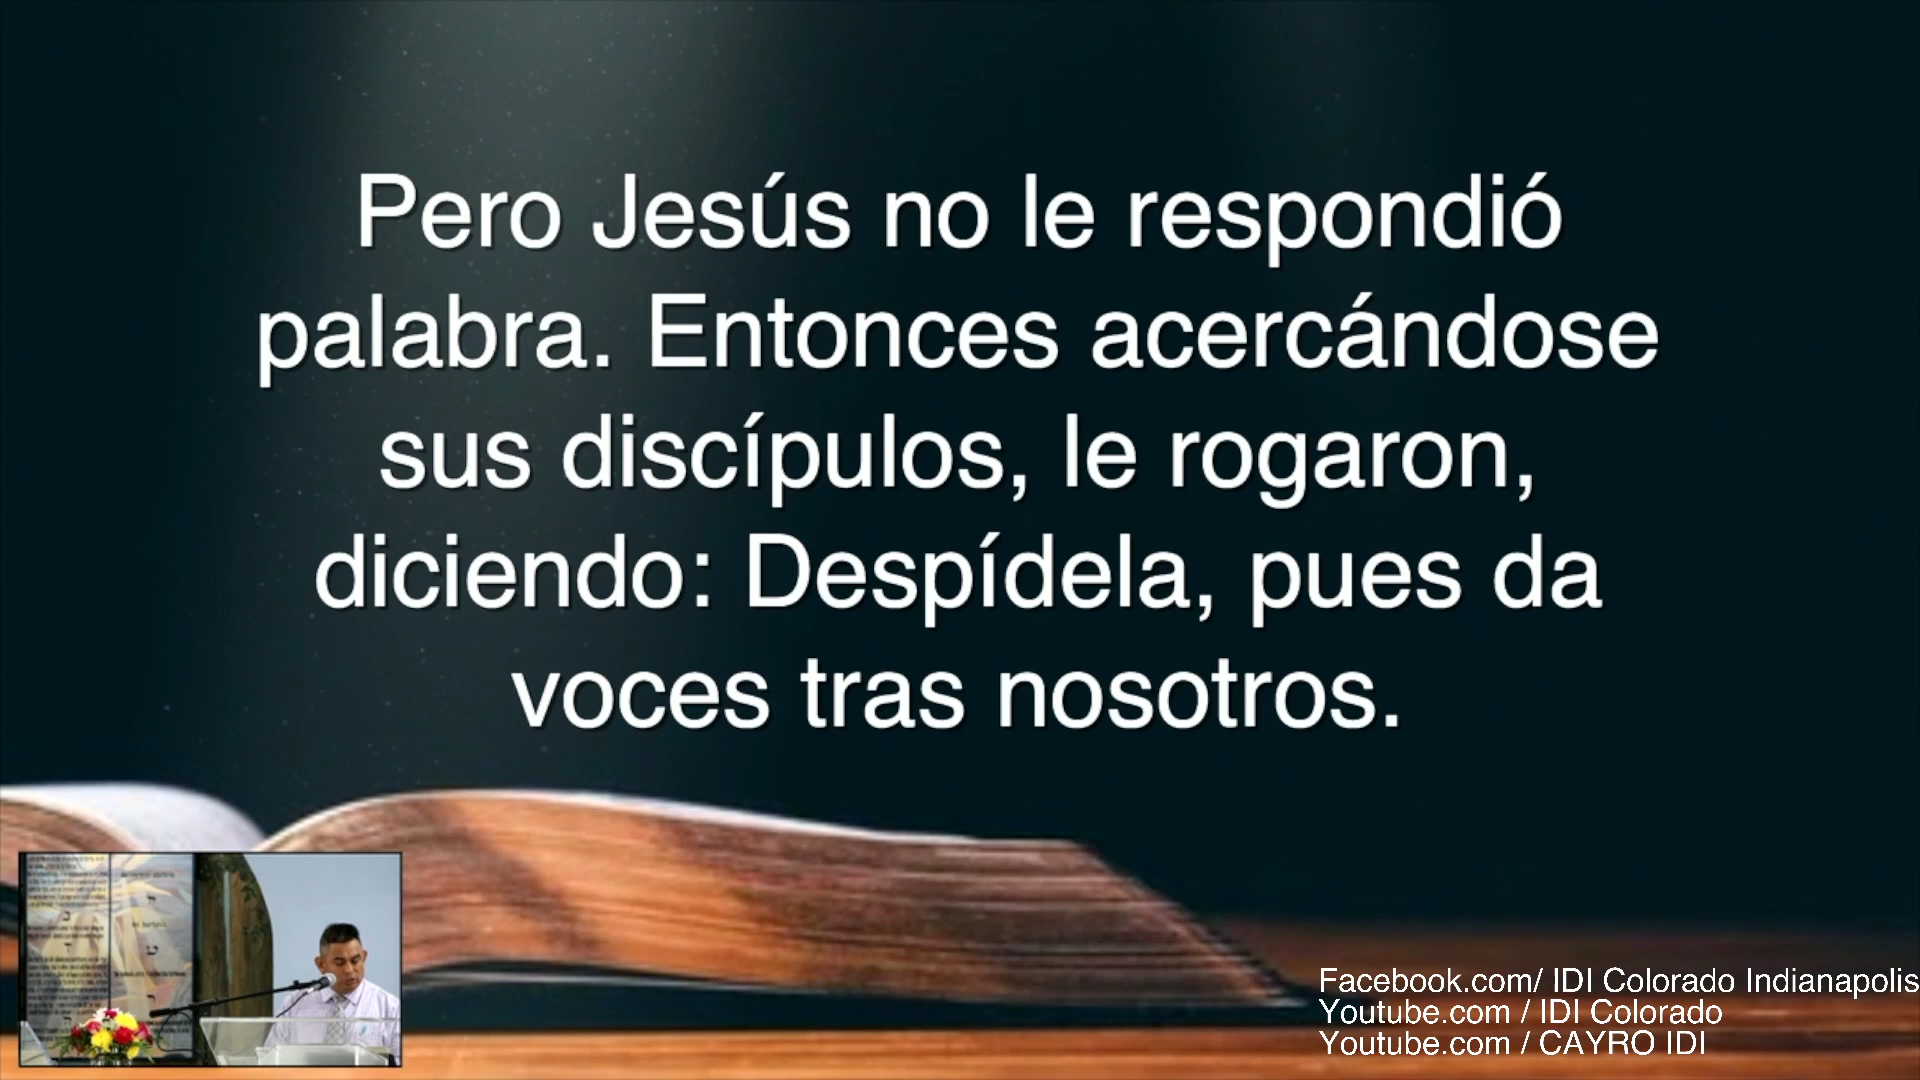 Pero Jesús no le respondió
palabra. Entonces acercándose
sus discípulos, le rogaron,
diciendo: Despídela, pues da
voces tras nosotros.
Facebook.com/ IDI Colorado Indianapolis
Youtube.com / IDI Colorado
Youtube.com / CAYRO IDI